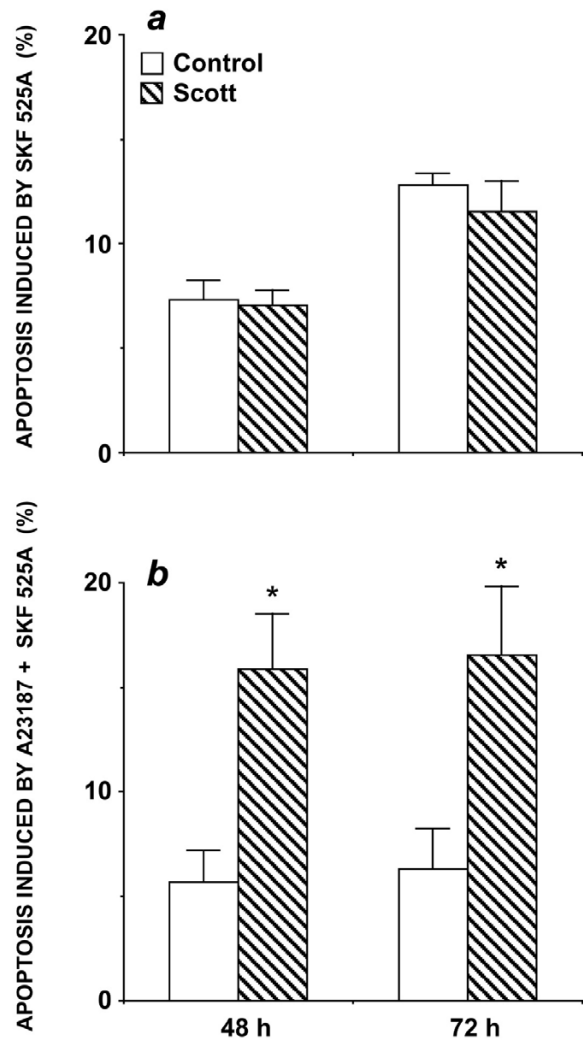 a
Control
Scott
APOPTOSIS INDUCED BY SKF 525A (%)
20
10
0
b
* *
APOPTOSIS INDUCED BY A23187 + SKF 525A (%)
20
10
0
48 h 72 h